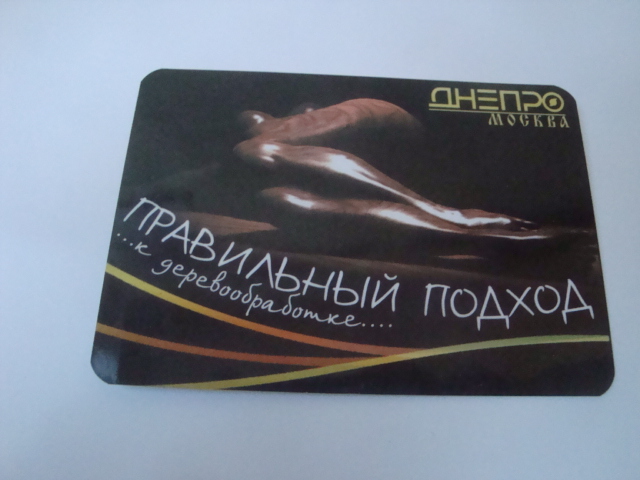 ДНЕПРО
МОСКВА
ПРАВИЛЬНЫЙ ПОДХОД
...к деревообработке....